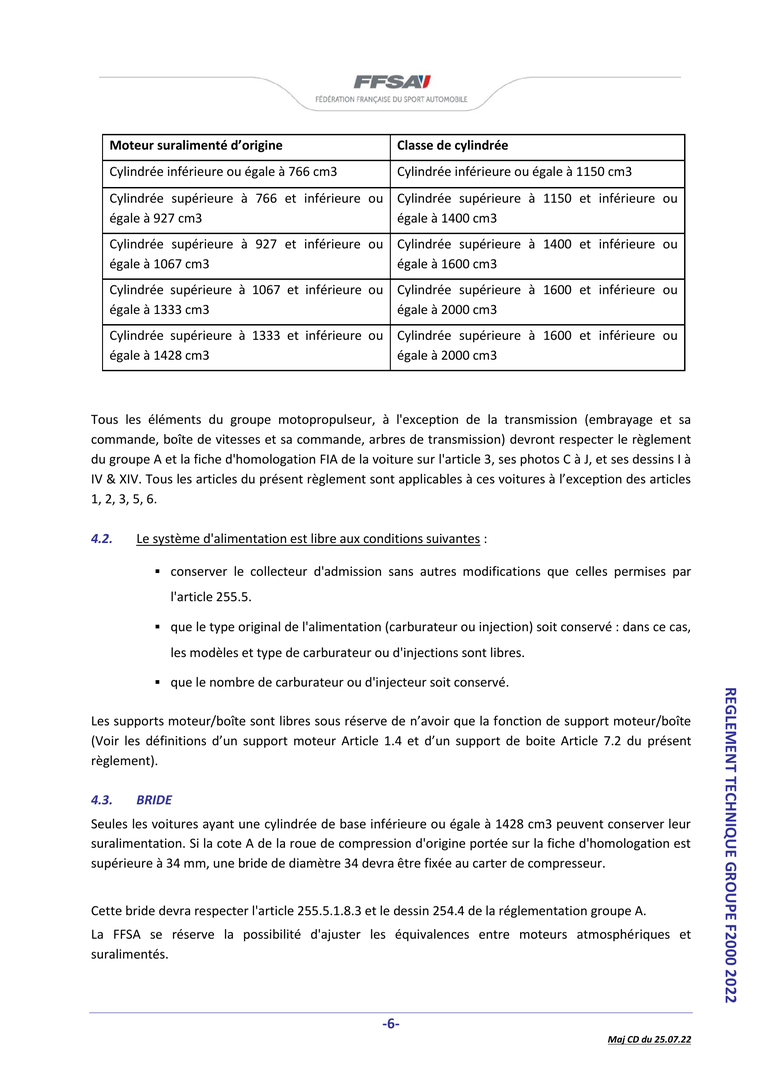 FFSA
FÉDÉRATION FRANÇAISE DU SPORT AUTOMOBILE
Moteur suralimenté d’origine
Classe de cylindrée
Cylindrée inférieure ou égale à 766 cm3
Cylindrée inférieure ou égale à 1150 cm3
Cylindrée supérieure à 766 et inférieure ou
égale à 927 cm3
Cylindrée supérieure à 1150 et inférieure ou
égale à 1400 cm3
Cylindrée supérieure à 927 et inférieure ou
égale à 1067 cm3
Cylindrée supérieure à 1400 et inférieure ou
égale à 1600 cm3
Cylindrée supérieure à 1067 et inférieure ou
égale à 1333 cm3
Cylindrée supérieure à 1600 et inférieure ou
égale à 2000 cm3
Cylindrée supérieure à 1333 et inférieure ou
égale à 1428 cm3
Cylindrée supérieure à 1600 et inférieure ou
égale à 2000 cm3
Tous les éléments du groupe motopropulseur, à l'exception de la transmission (embrayage et sa
commande, boîte de vitesses et sa commande, arbres de transmission) devront respecter le règlement
du groupe A et la fiche d'homologation FIA de la voiture sur l'article 3, ses photos C à J, et ses dessins I à
IV & XIV. Tous les articles du présent règlement sont applicables à ces voitures à l’exception des articles
1, 2, 3, 5, 6.
4.2. Le système d'alimentation est libre aux conditions suivantes :
▪ conserver le collecteur d'admission sans autres modifications que celles permises par
l'article 255.5.
▪ que le type original de l'alimentation (carburateur ou injection) soit conservé : dans ce cas,
les modèles et type de carburateur ou d'injections sont libres.
▪ que le nombre de carburateur ou d'injecteur soit conservé.
Les supports moteur/boîte sont libres sous réserve de n’avoir que la fonction de support moteur/boîte
(Voir les définitions d’un support moteur Article 1.4 et d’un support de boite Article 7.2 du présent
règlement).
4.3. BRIDE
Seules les voitures ayant une cylindrée de base inférieure ou égale à 1428 cm3 peuvent conserver leur
suralimentation. Si la cote A de la roue de compression d'origine portée sur la fiche d'homologation est
supérieure à 34 mm, une bride de diamètre 34 devra être fixée au carter de compresseur.
Cette bride devra respecter l'article 255.5.1.8.3 et le dessin 254.4 de la réglementation groupe A.
La FFSA se réserve la possibilité d'ajuster les équivalences entre moteurs atmosphériques et
suralimentés.
REGLEMENT TECHNIQUE GROUPE F2000 2022
-6-
Maj CD du 25.07.22